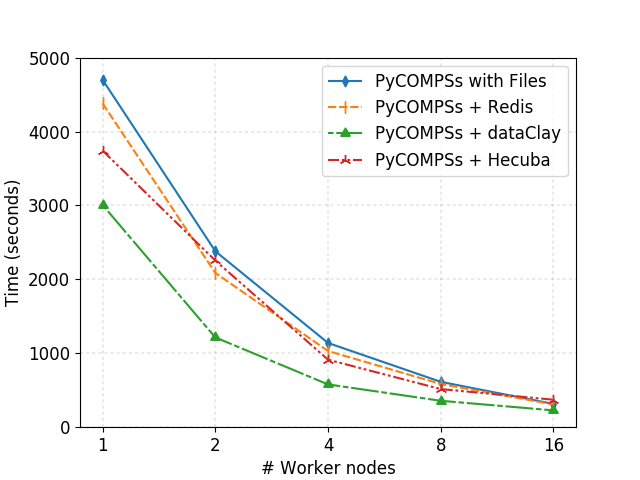 5000
4000
3000
2000
1000
0
Time (seconds)
PyCOMPSs with Files
PyCOMPSs + Redis
PyCOMPSs + dataClay
PyCOMPSs + Hecuba
1 2 4 8 16
# Worker nodes